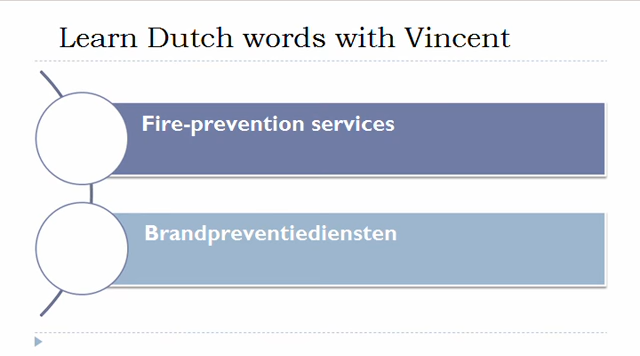 Learn Dutch words with Vincent
Fire-prevention services
Brandpreventiediensten